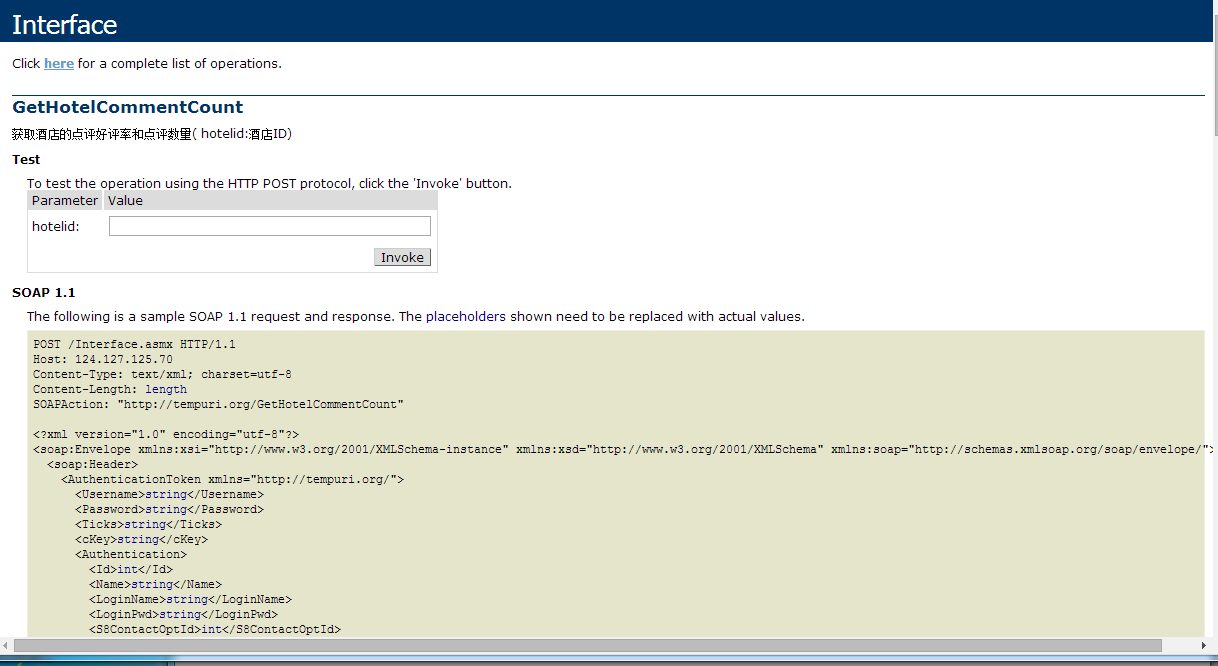 Interface
Click here for a complete list of operations.
GetHotelCommentCount
获取酒店的点评好评率和点评数量( hotelid:酒店ID)
Test
To test the operation using the HTTP POST protocol, click the 'Invoke' button.
Parameter Value
hotelid:
Invoke
SOAP 1.1
The following is a sample SOAP 1.1 request and response. The placeholders shown need to be replaced with actual values.
POST /Interface.asmx HTTP/1.1
Host: 124.127.125.70
Content-Type: text/xml; charset=utf-8
Content-Length: length
SOAPAction: "http://tempuri.org/GetHotelCommentCount"
<?xml version="1.0" encoding="utf-8"?>
<soap:Envelope xmlns:xsi="http://www.w3.org/2001/XMLSchema-instance" xmlns:xsd="http://www.w3.org/2001/XMLSchema" xmlns:soap="http://schemas.xmlsoap.org/soap/envelope/">
<soap:Header>
<AuthenticationToken xmlns="http://tempuri.org/">
<Username>string</Username>
<Password>string</Password>
<Ticks>string</Ticks>
<cKey>string</cKey>
<Authentication>
<Id>int</Id>
<Name>string</Name>
<LoginName>string</LoginName>
<LoginPwd>string</LoginPwd>
<S8ContactOptId>int</S8ContactOptId>